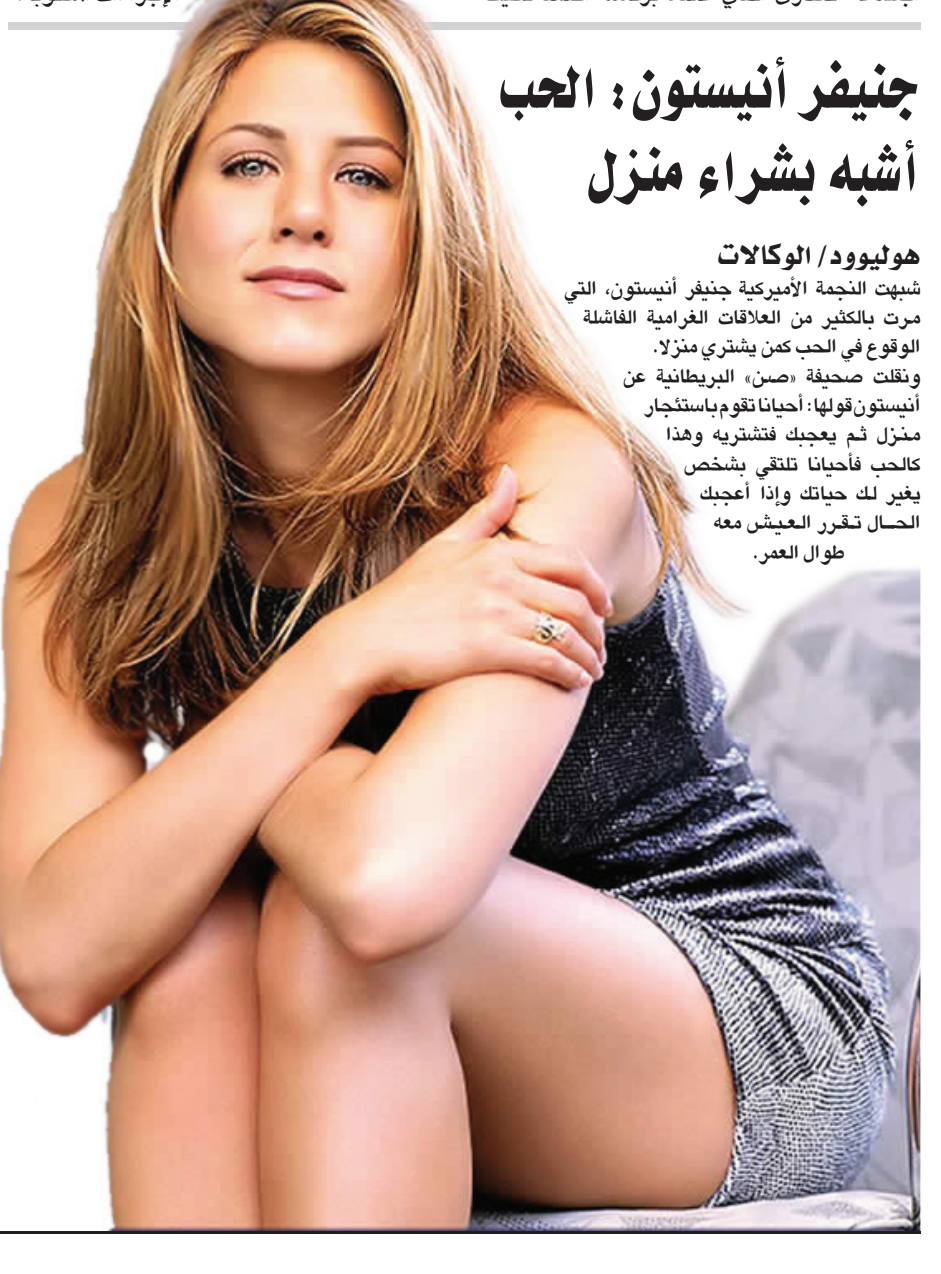 جنيفر أنيستون: الحب
أشبه بشراء منزل
هوليوود/ الوكالات
شبهت النجمة الأميركية جنيفر أنيستون، التي
مرت بالكثير من العلاقات الغرامية الفاشلة
الوقوع في الحب كمن يشتري منزلا.
ونقلت صحيفة «صن» البريطانية عن
أنيستون قولها: أحيانا تقوم باستئجار
منزل ثم يعجبك فتشتريه وهذا
كالحب فأحيانا تلتقي بشخص
يغير لك حياتك وإذا أعجبك
الحال تقرر العيش معه
طوال العمر.